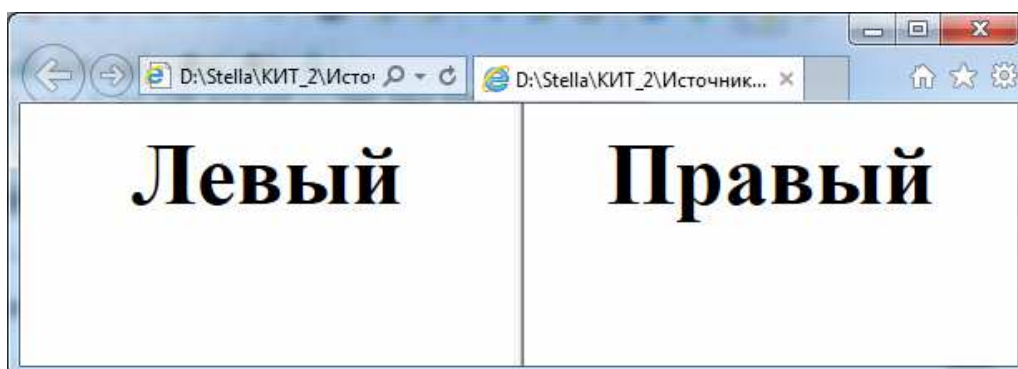 D:\Stella\КИТ_2\Исто
D:\Stella\КИТ_2\Источник...
Левый
Правый